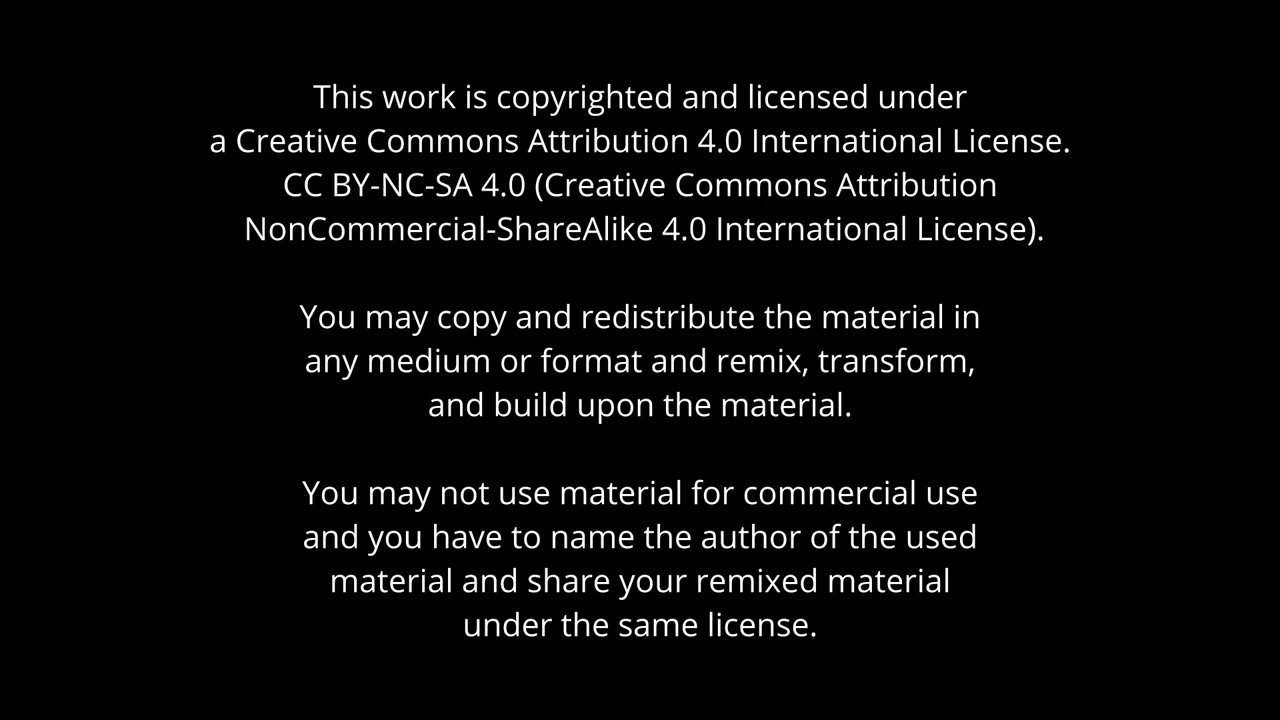 This work is copyrighted and licensed under
a Creative Commons Attribution 4.0 International License.
CC BY-NC-SA 4.0 (Creative Commons Attribution
NonCommercial-ShareAlike 4.0 International License).
You may copy and redistribute the material in
any medium or format and remix, transform,
and build upon the material.
You may not use material for commercial use
and you have to name the author of the used
material and share your remixed material
under the same license.